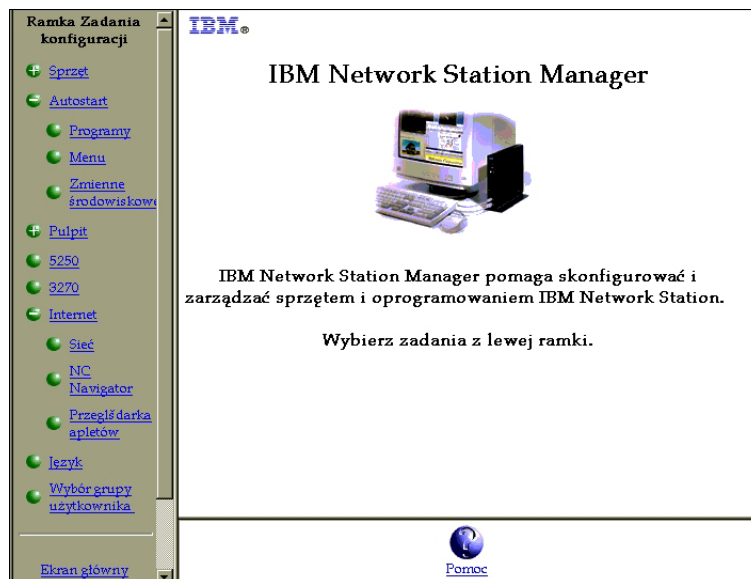 Ramka Zadania
konfiguracji
Sprzęt
Autostart
Programy
Menu
Zmienne
środowiskowe
Pulpit
5250
3270
Internet
Sieć
NC
Navigator
Przeglšdarka
apletów
Język
Wybór grupy
użytkownika
Ekran główny
IBM®
IBM Network Station Manager
IBM Network Station Manager pomaga skonfigurować i
zarządzać sprzętem i oprogramowaniem IBM Network Station.
Wybierz zadania z lewej ramki.
Pomoc